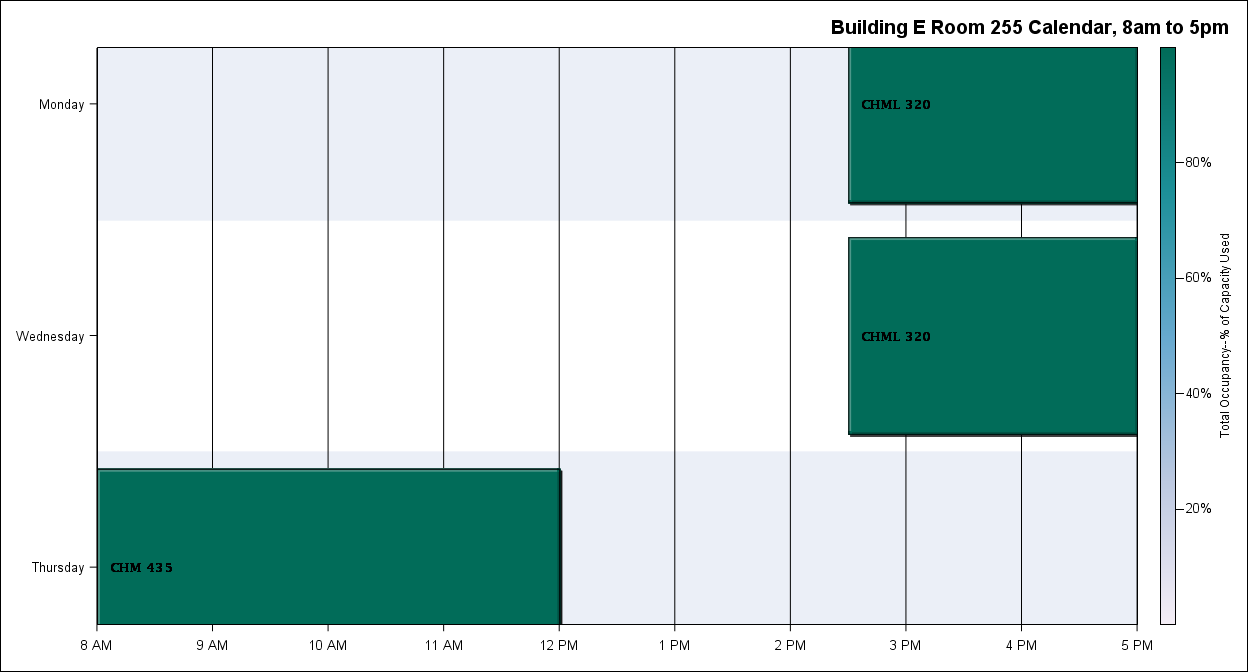 Building E Room 255 Calendar, 8am to 5pm
Monday
CHML 320
Wednesday
CHML 320
Thursday
CHM 435
8 AM 9 AM 10 AM 11 AM 12 PM 1 PM 2 PM 3 PM 4 PM 5 PM
80%
60%
40%
20%
Total Occupancy--% of Capacity Used